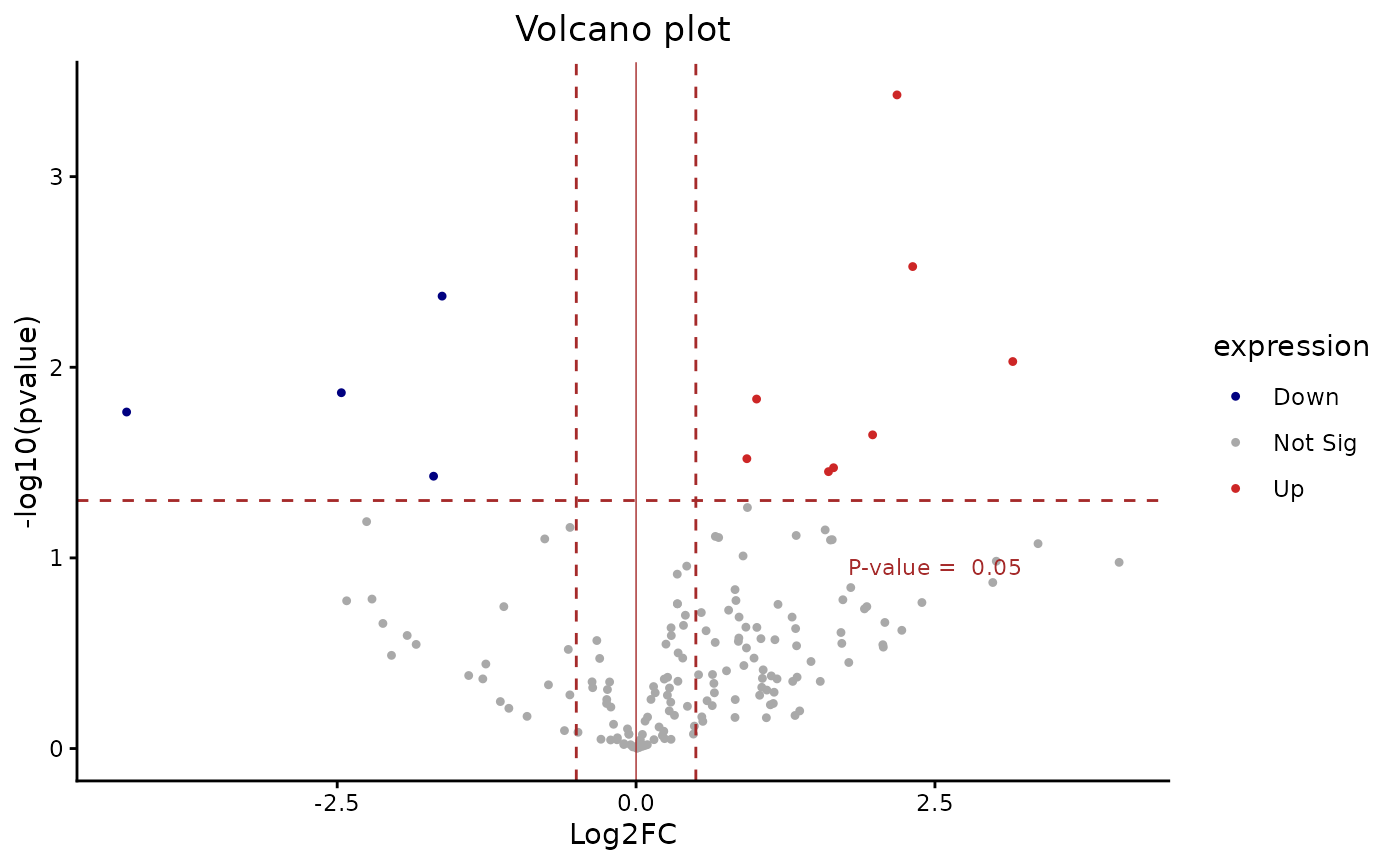 Volcano plot
-log10(pvalue)
3
2
1
0
P-value =  0.05
-2.5
0.0
2.5
Log2FC
expression
Down
Not Sig
Up